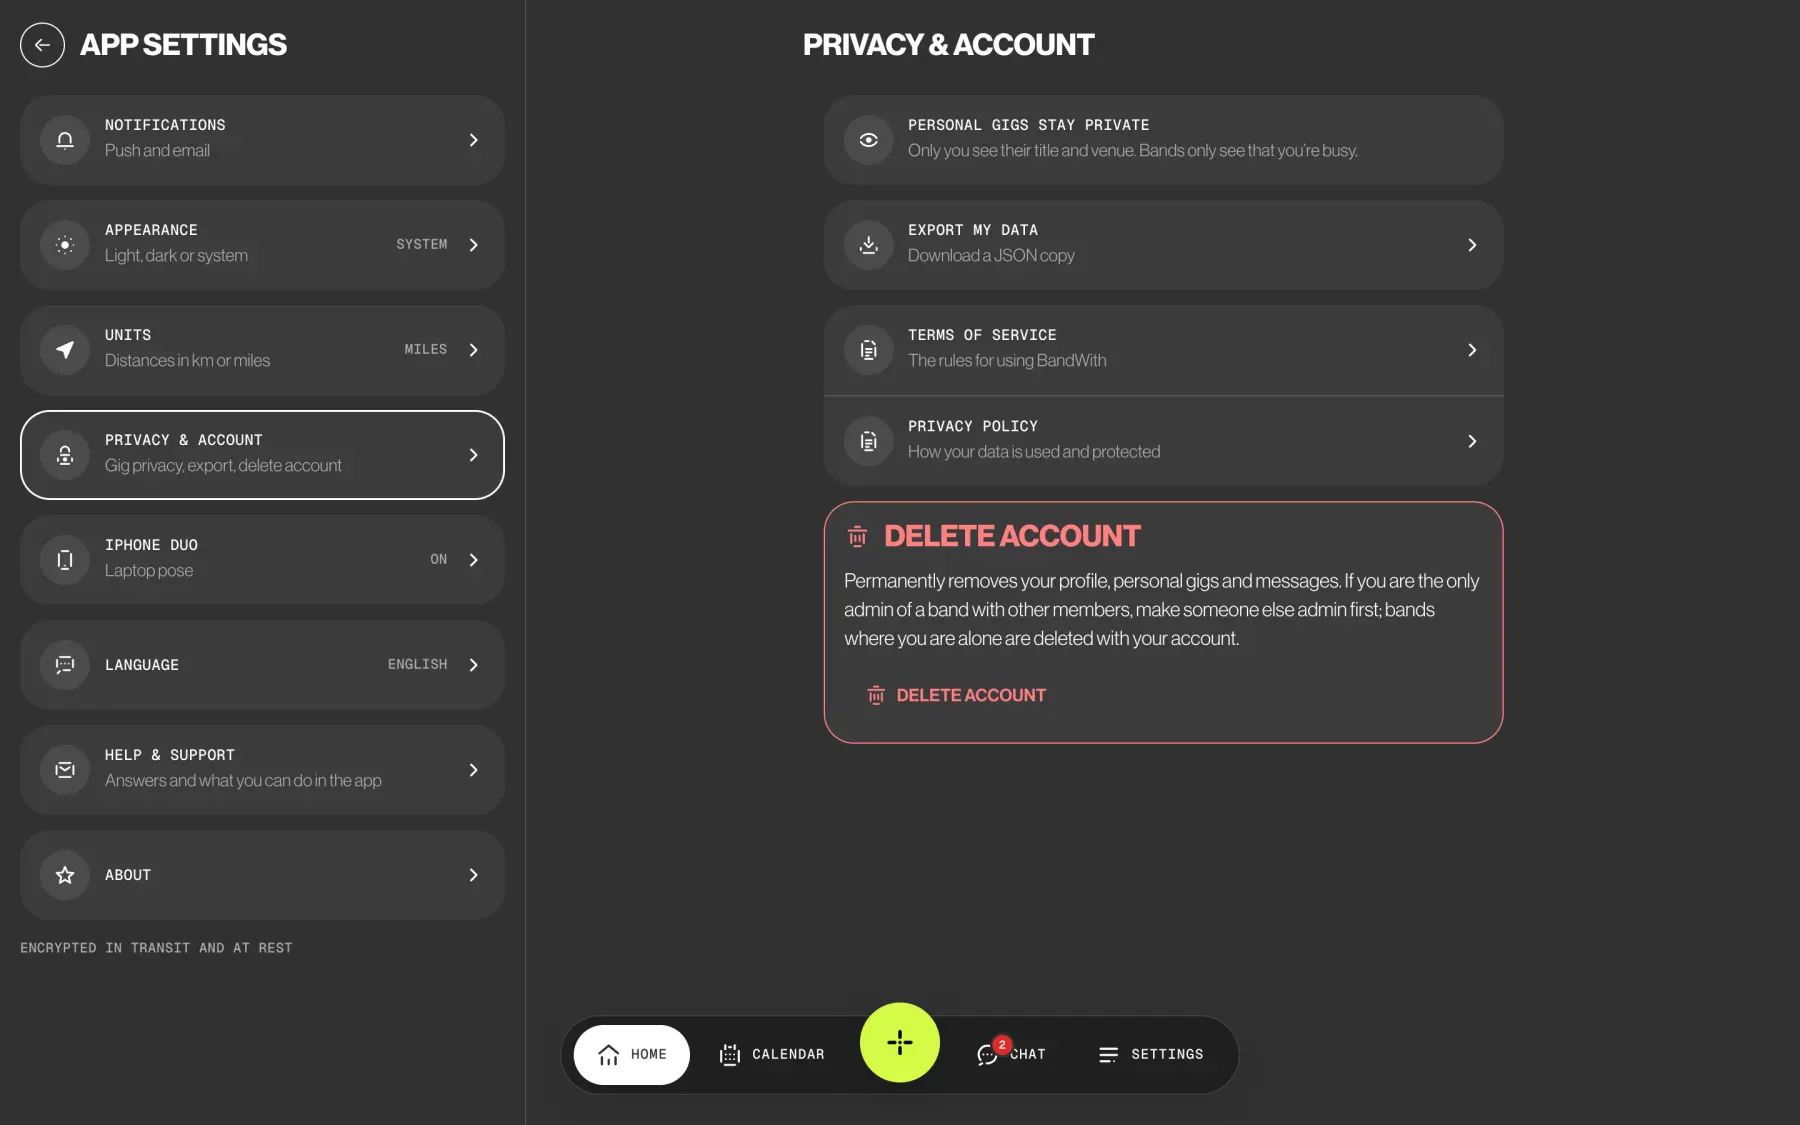 APP SETTINGS
NOTIFICATIONS
Push and email
APPEARANCE
Light, dark or system
SYSTEM
UNITS
Distances in km or miles
MILES
PRIVACY & ACCOUNT
Gig privacy, export, delete account
IPHONE DUO
Laptop pose
ON
LANGUAGE
ENGLISH
HELP & SUPPORT
Answers and what you can do in the app
ABOUT
ENCRYPTED IN TRANSIT AND AT REST
PRIVACY & ACCOUNT
PERSONAL GIGS STAY PRIVATE
Only you see their title and venue. Bands only see that you're busy.
EXPORT MY DATA
Download a JSON copy
TERMS OF SERVICE
The rules for using BandWith
PRIVACY POLICY
How your data is used and protected
DELETE ACCOUNT
Permanently removes your profile, personal gigs and messages. If you are the only
admin of a band with other members, make someone else admin first; bands
where you are alone are deleted with your account.
DELETE ACCOUNT
HOME
CALENDAR
2
CHAT
SETTINGS